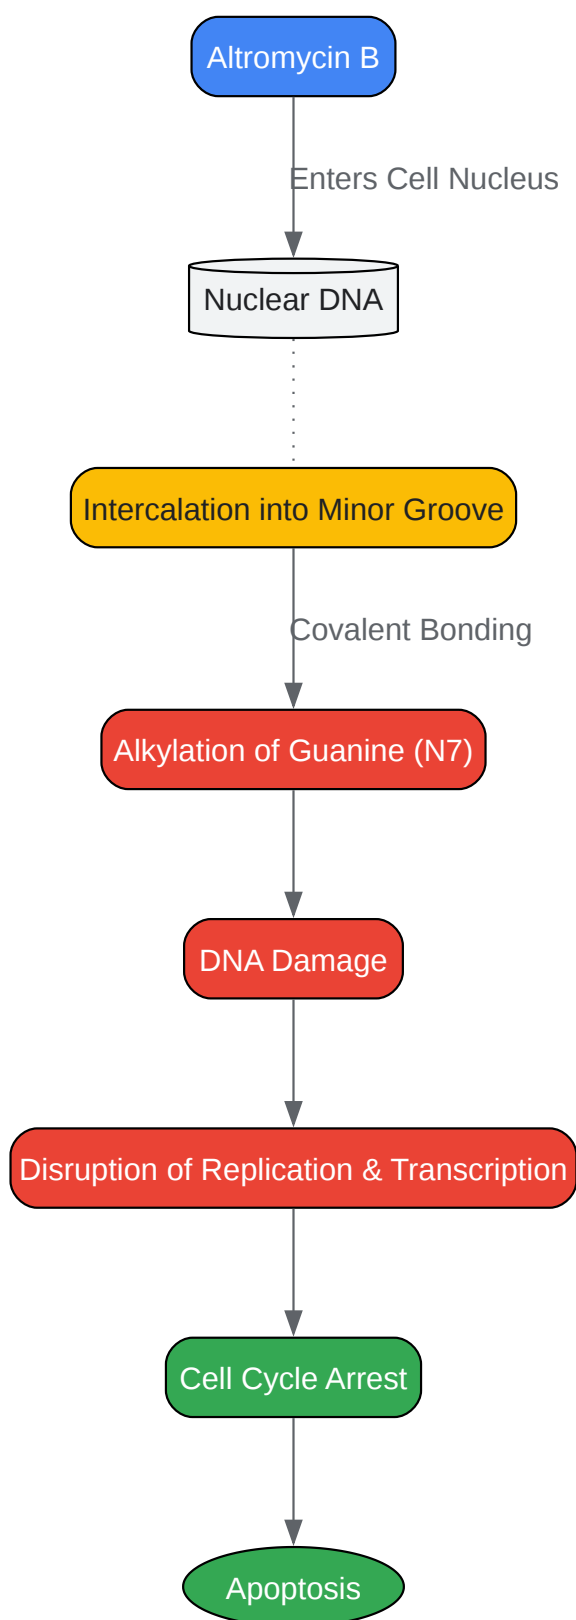 Altromycin B
Enters Cell Nucleus
Nuclear DNA
Intercalation into Minor Groove
Covalent Bonding
Alkylation of Guanine (N7)
DNA Damage
Disruption of Replication & Transcription
Cell Cycle Arrest
Apoptosis